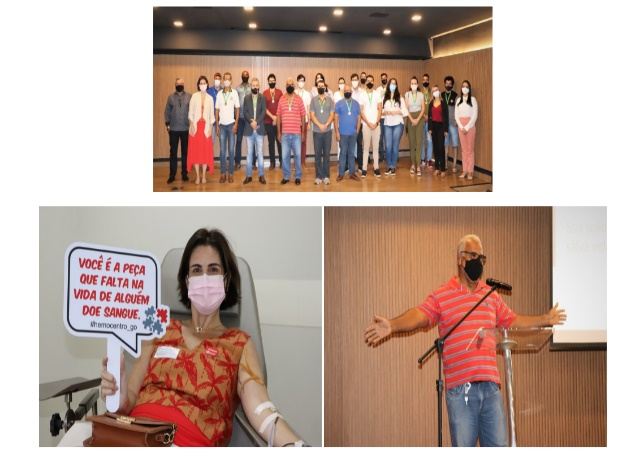 VOCÊ É A PEÇA
QUE FALTA NA
VIDA DE ALGUÉM
DOE SANGUE.
#hemocentro_go